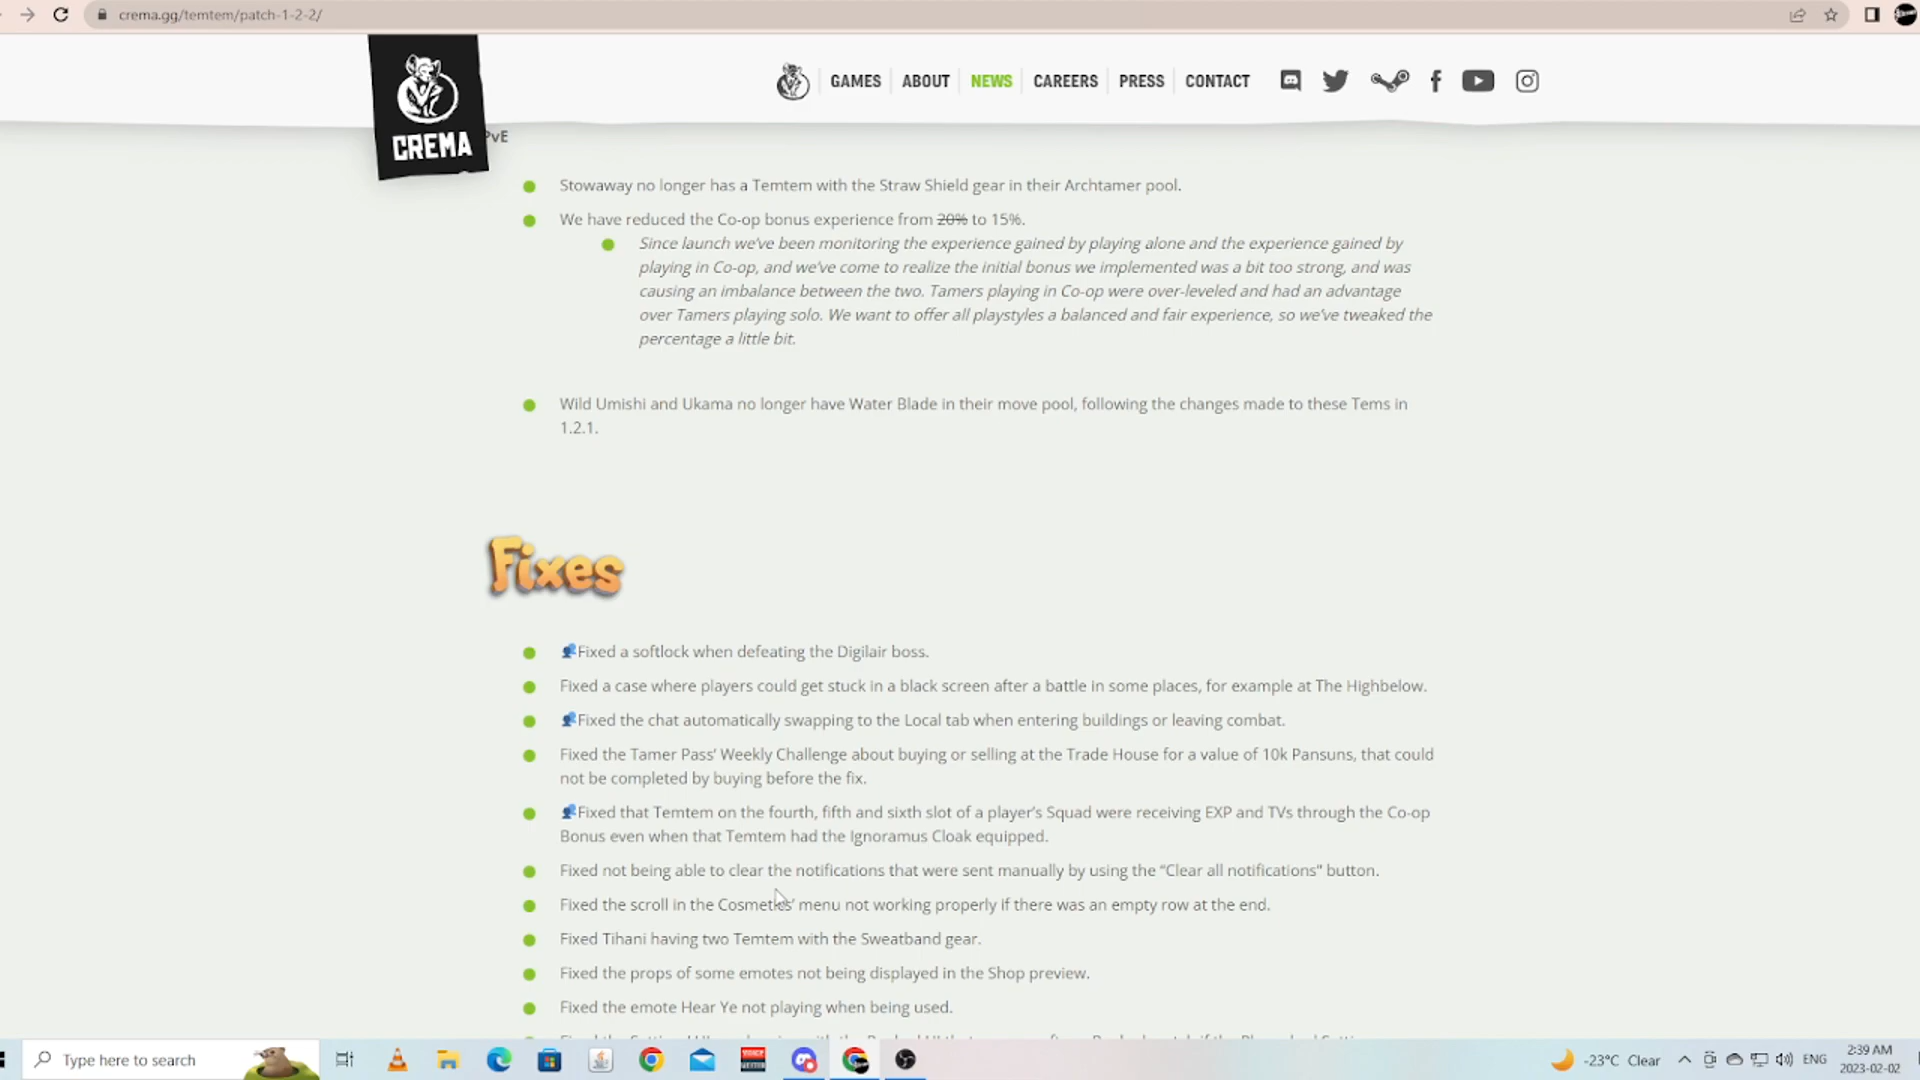 crema.gg/temtem/patch-1-2-2/
CREMA
GAMES
ABOUT
NEWS
CAREERS
PRESS
CONTACT
PvE
Stowaway no longer has a Temtem with the Straw Shield gear in their Archtamer pool.
We have reduced the Co-op bonus experience from 20% to 15%.
Since launch we've been monitoring the experience gained by playing alone and the experience gained by
playing in Co-op, and we've come to realize the initial bonus we implemented was a bit too strong, and was
causing an imbalance between the two. Tamers playing in Co-op were over-leveled and had an advantage
over Tamers playing solo. We want to offer all playstyles a balanced and fair experience, so we've tweaked the
percentage a little bit.
Wild Umishi and Ukama no longer have Water Blade in their move pool, following the changes made to these Tems in
1.2.1.
Fixes
Fixed a softlock when defeating the Digilair boss.
Fixed a case where players could get stuck in a black screen after a battle in some places, for example at The Highbelow.
Fixed the chat automatically swapping to the Local tab when entering buildings or leaving combat.
Fixed the Tamer Pass' Weekly Challenge about buying or selling at the Trade House for a value of 10k Pansuns, that could
not be completed by buying before the fix.
Fixed that Temtem on the fourth, fifth and sixth slot of a player's Squad were receiving EXP and TVs through the Co-op
Bonus even when that Temtem had the Ignoramus Cloak equipped.
Fixed not being able to clear the notifications that were sent manually by using the “Clear all notifications” button.
Fixed the scroll in the Cosmetics' menu not working properly if there was an empty row at the end.
Fixed Tihani having two Temtem with the Sweatband gear.
Fixed the props of some emotes not being displayed in the Shop preview.
Fixed the emote Hear Ye not playing when being used.
Type here to search
-23°C Clear
ENG
2:39 AM
2023-02-02